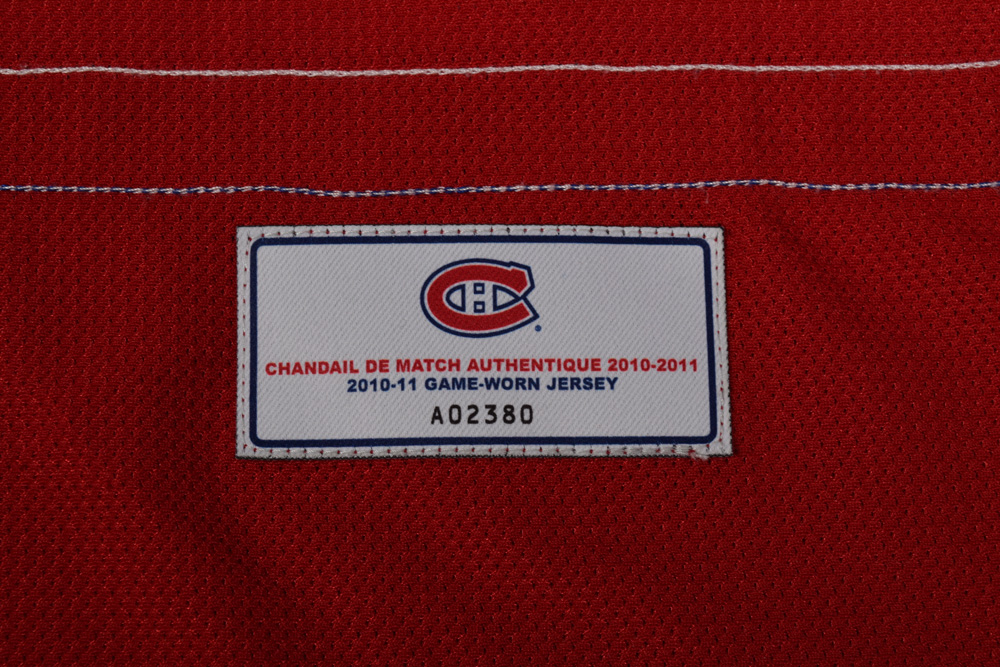 CHANDAIL DE MATCH AUTHENTIQUE 2010-2011
2010-11 GAME-WORN JERSEY
A02380